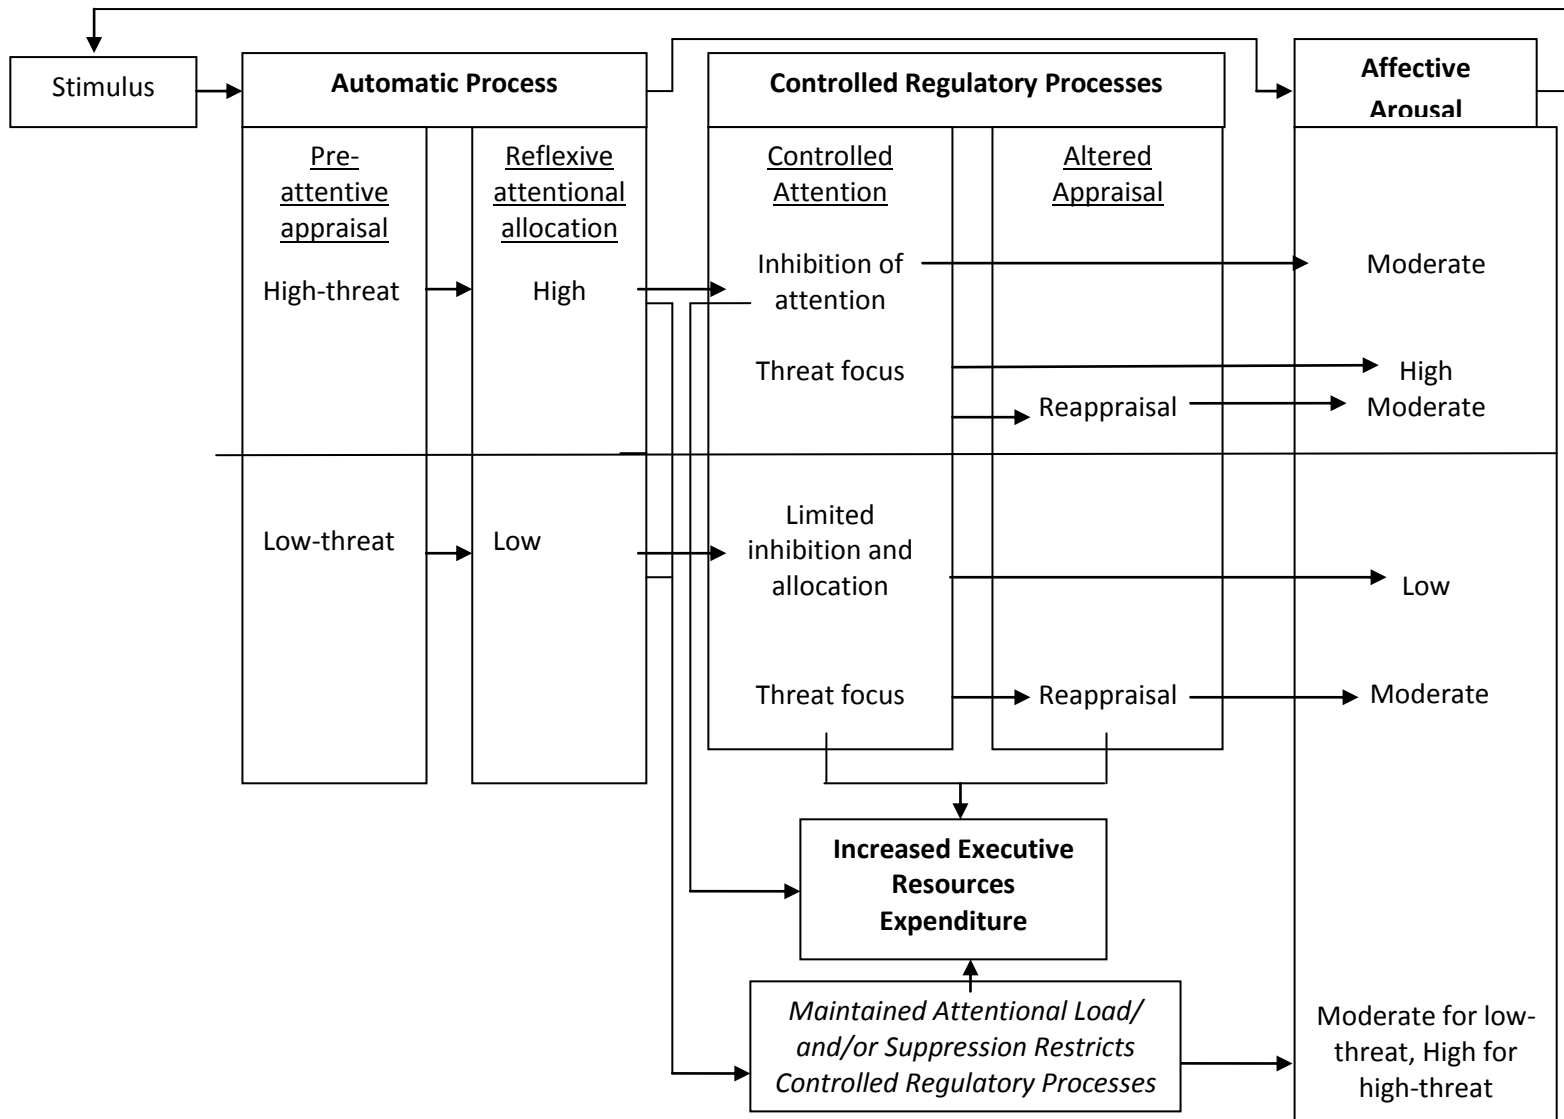 Stimulus
Automatic Process
Controlled Regulatory Processes
Affective
Arousal
Pre-
attentive
appraisal
Reflexive
attentional
allocation
Controlled
Attention
Altered
Appraisal
High-threat
High
Inhibition of
attention
Moderate
Threat focus
High
Reappraisal
Moderate
Low-threat
Low
Limited
inhibition and
allocation
Low
Threat focus
Reappraisal
Moderate
Increased Executive
Resources
Expenditure
Maintained Attentional Load/
and/or Suppression Restricts
Controlled Regulatory Processes
Moderate for low-
threat, High for
high-threat